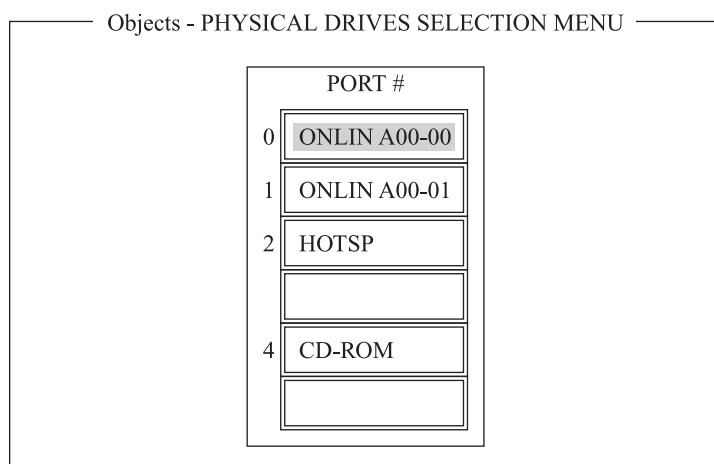 Objects - PHYSICAL DRIVES SELECTION MENU
PORT #
0 ONLIN A00-00
1 ONLIN A00-01
2 HOTSP
4 CD-ROM